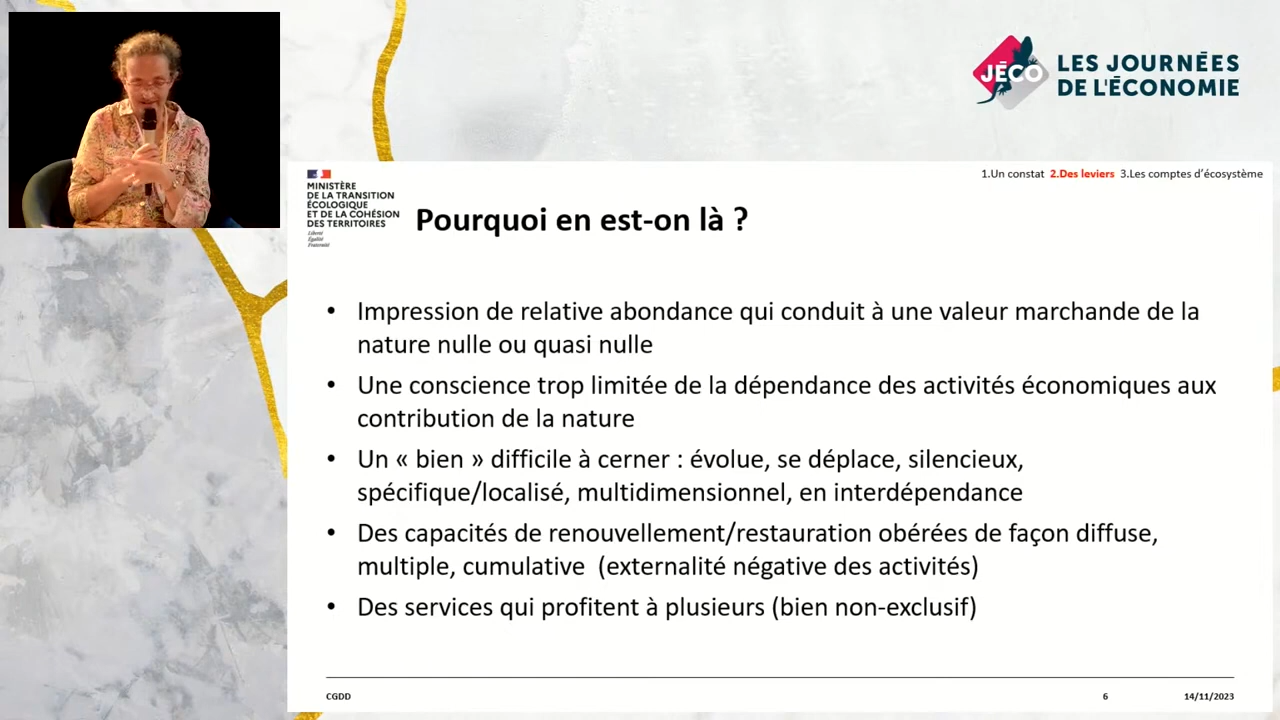 JÉCO
LES JOURNÉES
DE L'ÉCONOMIE
MINISTÈRE
DE LA TRANSITION
ÉCOLOGIQUE
ET DE LA COHÉSION
DES TERRITOIRES
Liberté
Égalité
Fraternité
1.Un constat 2.Des leviers 3.Les comptes d’écosystème
Pourquoi en est-on là ?
• Impression de relative abondance qui conduit à une valeur marchande de la
nature nulle ou quasi nulle
• Une conscience trop limitée de la dépendance des activités économiques aux
contribution de la nature
• Un « bien » difficile à cerner : évolue, se déplace, silencieux,
spécifique/localisé, multidimensionnel, en interdépendance
• Des capacités de renouvellement/restauration obérées de façon diffuse,
multiple, cumulative (externalité négative des activités)
• Des services qui profitent à plusieurs (bien non-exclusif)
CGDD 6 14/11/2023